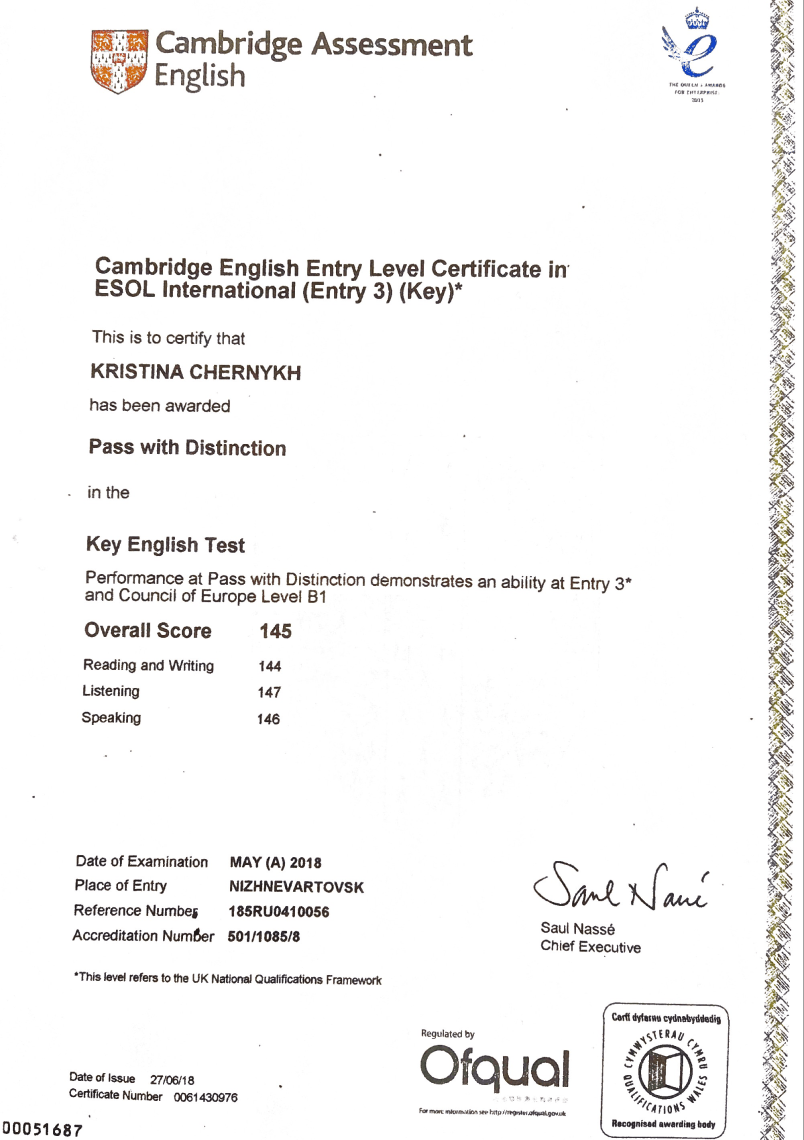 Cambridge Assessment
English
THE QUEEN'S AWARDS
FOR ENTERPRISE:
2015
Cambridge English Entry Level Certificate in
ESOL International (Entry 3) (Key)*
This is to certify that
KRISTINA CHERNYKH
has been awarded
Pass with Distinction
in the
Key English Test
Performance at Pass with Distinction demonstrates an ability at Entry 3*
and Council of Europe Level B1
Overall Score 145
Reading and Writing 144
Listening 147
Speaking 146
Date of Examination MAY (A) 2018
Place of Entry NIZHNEVARTOVSK
Reference Number 185RU0410056
Accreditation Number 501/1085/8
Saul Nassé
Saul Nassé
Chief Executive
*This level refers to the UK National Qualifications Framework
Regulated by
Ofqual
For more information see http://register.ofqual.gov.uk
Corff dyfarnu cydnabyddedig
CYMWYSTERAU CYMRU
QUALIFICATIONS WALES
Recognised awarding body
Date of Issue 27/06/18
Certificate Number 0061430976
00051687